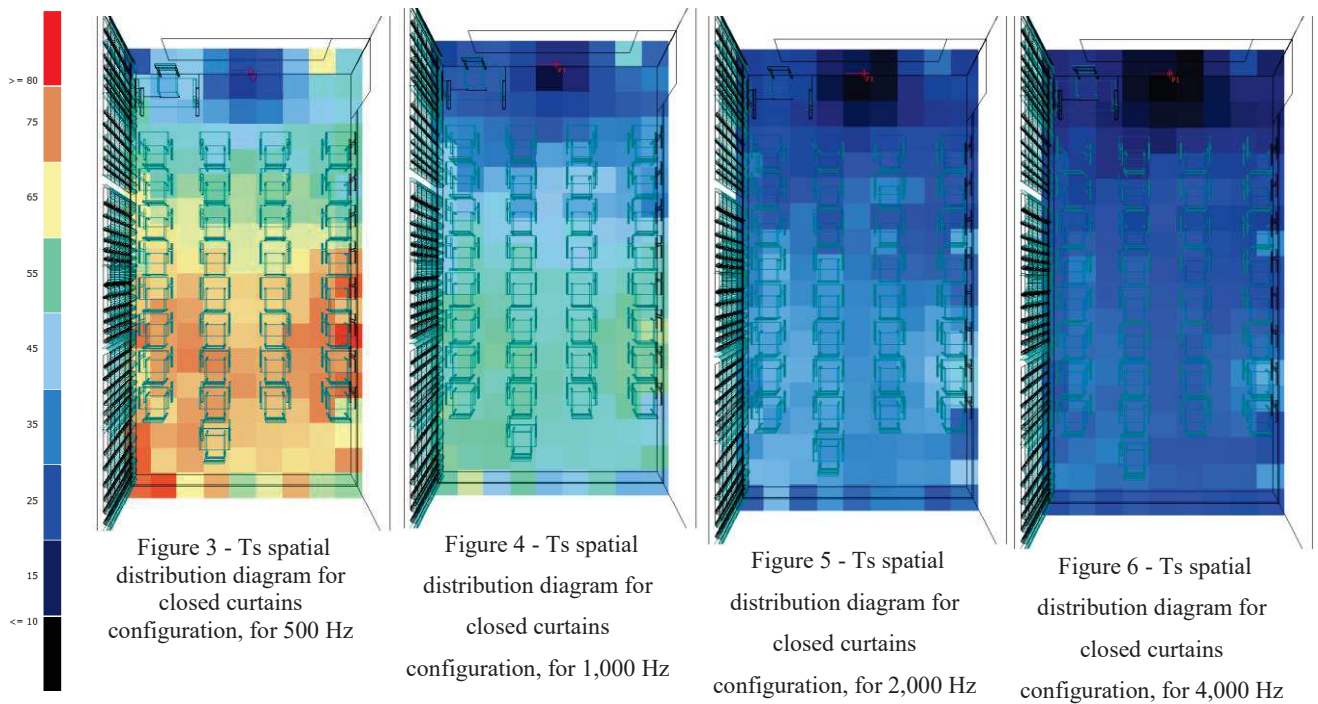 >= 80
75
65
55
45
35
25
15
<= 10
P1
P1
P1
Figure 3 - Ts spatial
distribution diagram for
closed curtains
configuration, for 500 Hz
Figure 4 - Ts spatial
distribution diagram for
closed curtains
configuration, for 1,000 Hz
Figure 5 - Ts spatial
distribution diagram for
closed curtains
configuration, for 2,000 Hz
Figure 6 - Ts spatial
distribution diagram for
closed curtains
configuration, for 4,000 Hz